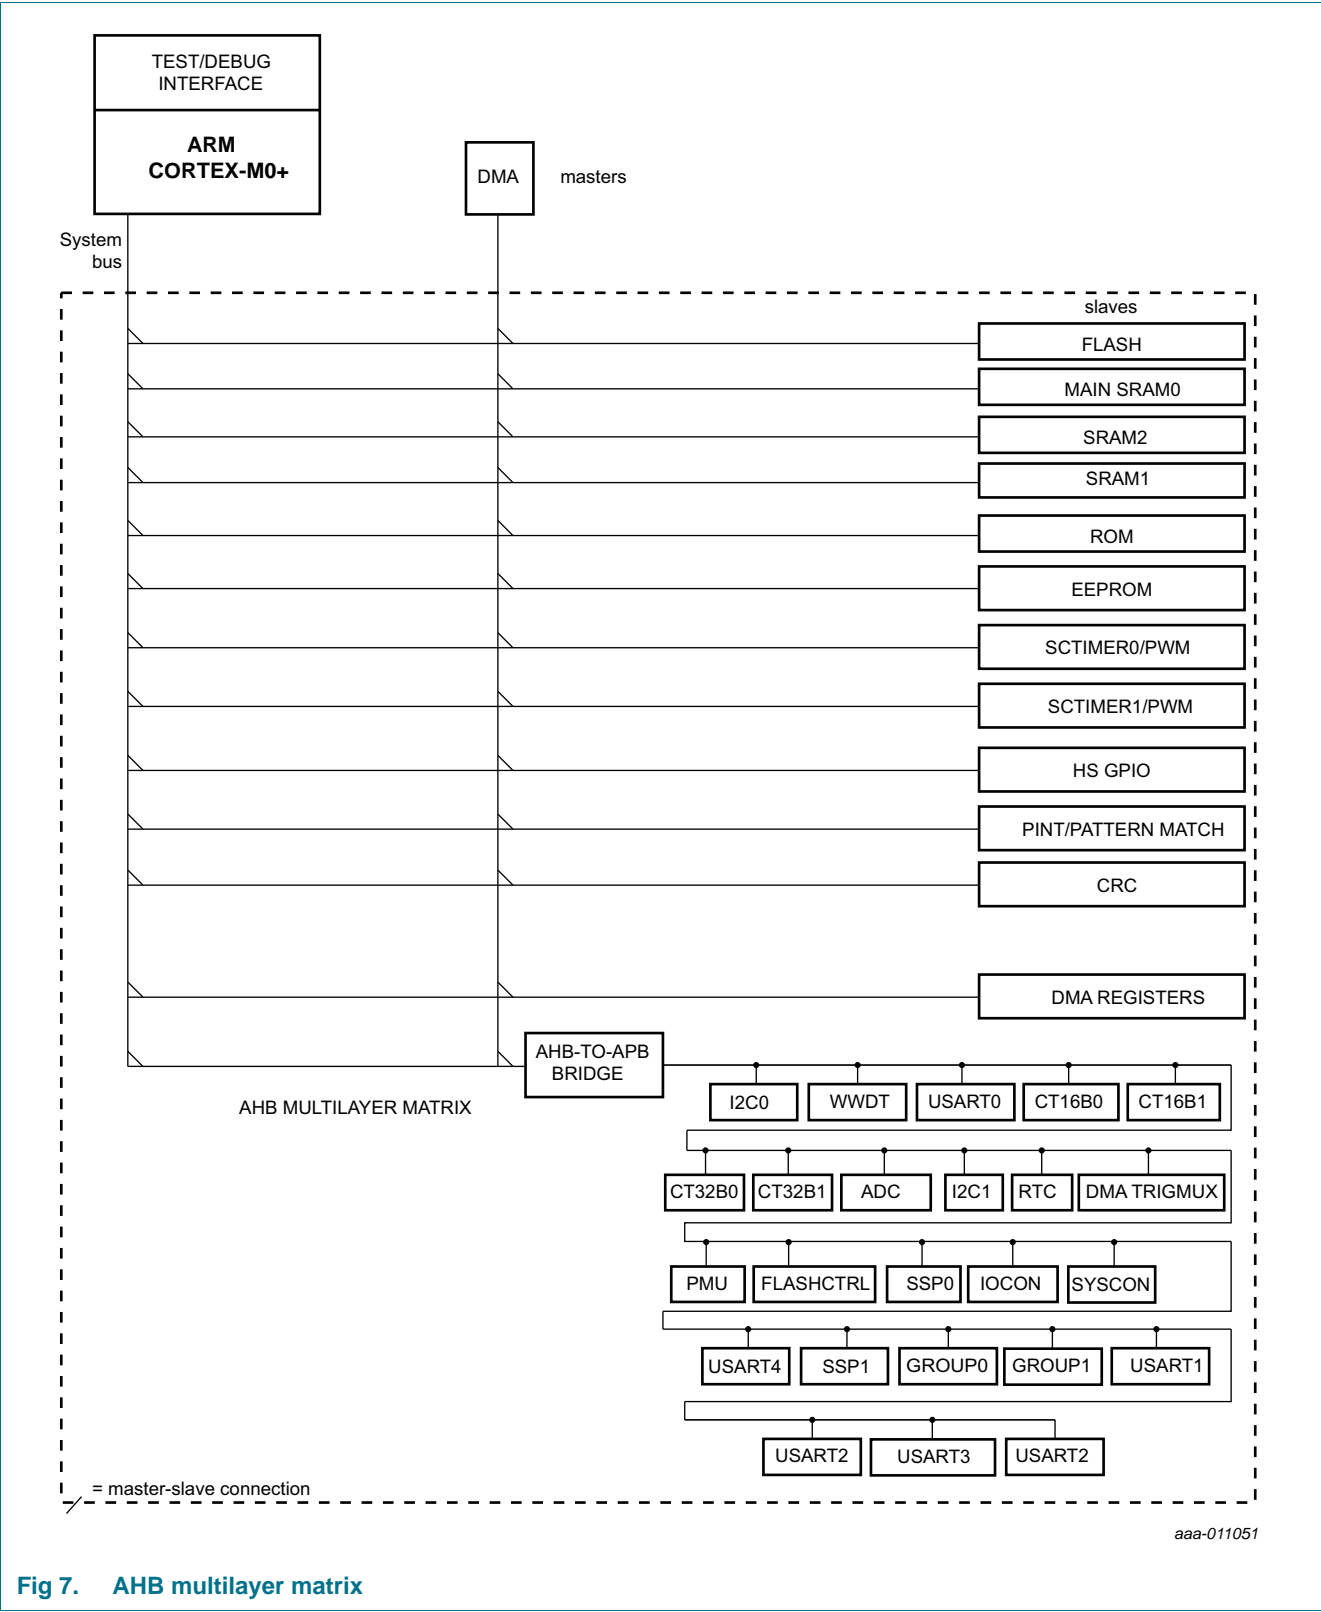 TEST/DEBUG
INTERFACE
ARM
CORTEX-M0+
DMA
masters
System
bus
slaves
FLASH
MAIN SRAM0
SRAM2
SRAM1
ROM
EEPROM
SCTIMER0/PWM
SCTIMER1/PWM
HS GPIO
PINT/PATTERN MATCH
CRC
DMA REGISTERS
AHB-TO-APB
BRIDGE
AHB MULTILAYER MATRIX
I2C0 WWDT USART0 CT16B0 CT16B1
CT32B0 CT32B1 ADC I2C1 RTC DMA TRIGMUX
PMU FLASHCTRL SSP0 IOCON SYSCON
USART4 SSP1 GROUP0 GROUP1 USART1
USART2 USART3 USART2
= master-slave connection
aaa-011051
Fig 7. AHB multilayer matrix